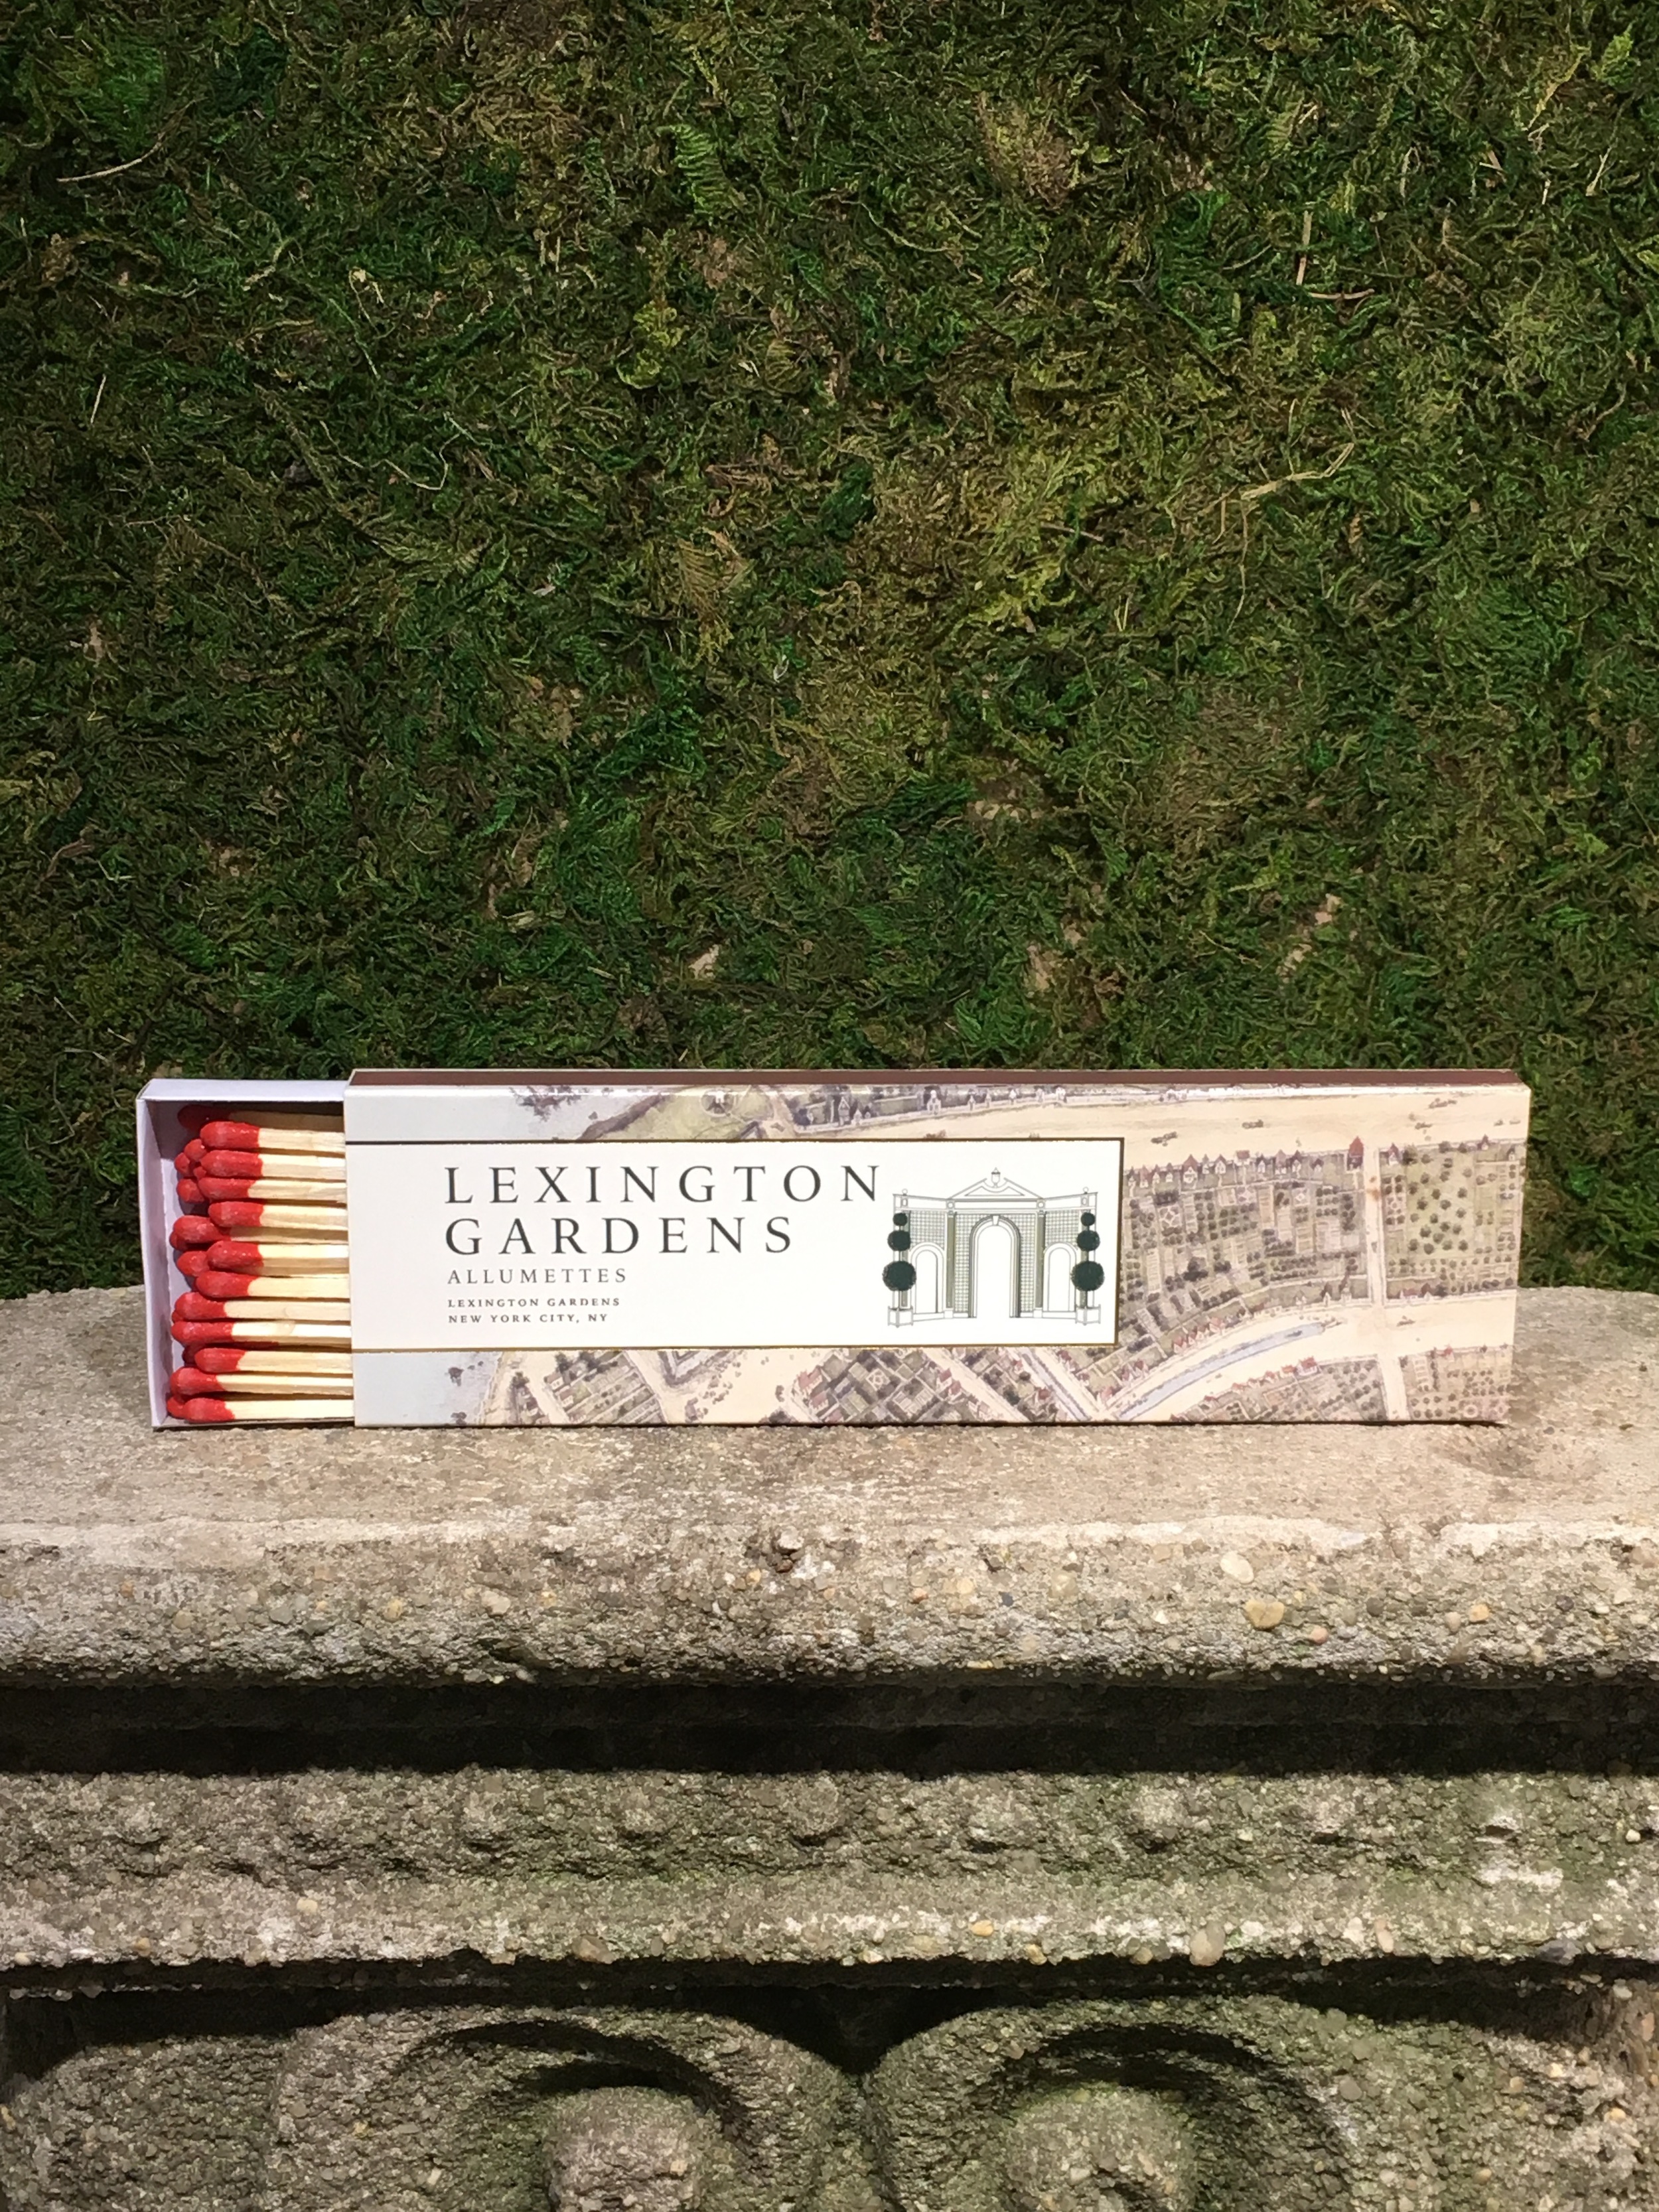 LEXINGTON
GARDENS
ALLUMETTES
LEXINGTON GARDENS
NEW YORK CITY, NY